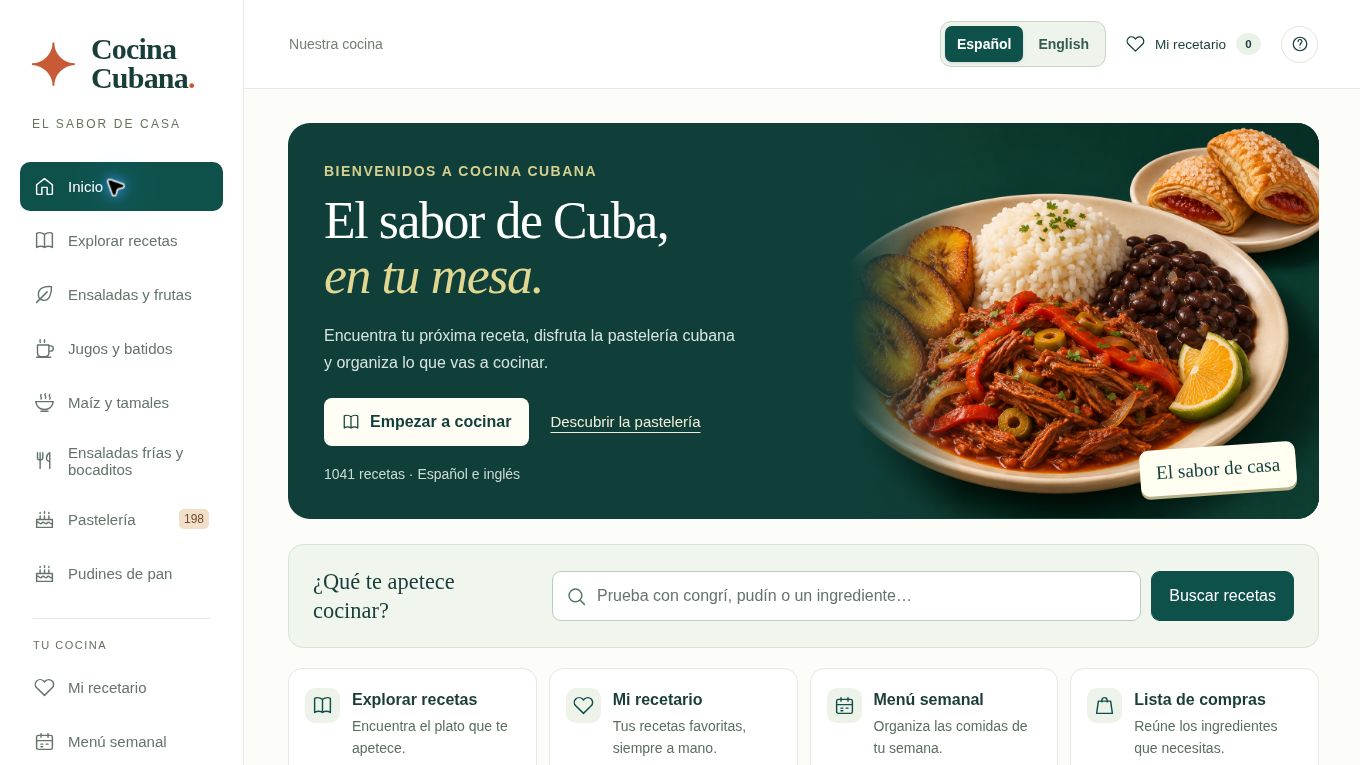 Cocina
Cubana.
EL SABOR DE CASA
Inicio
Explorar recetas
Ensaladas y frutas
Jugos y batidos
Maíz y tamales
Ensaladas frías y
bocaditos
Pastelería 198
Pudines de pan
TU COCINA
Mi recetario
Menú semanal
Nuestra cocina
Español English Mi recetario 0
BIENVENIDOS A COCINA CUBANA
El sabor de Cuba,
en tu mesa.
Encuentra tu próxima receta, disfruta la pastelería cubana
y organiza lo que vas a cocinar.
Empezar a cocinar Descubrir la pastelería
1041 recetas · Español e inglés
El sabor de casa
¿Qué te apetece
cocinar?
Prueba con congrí, pudín o un ingrediente…
Buscar recetas
Explorar recetas
Encuentra el plato que te
apetece.
Mi recetario
Tus recetas favoritas,
siempre a mano.
Menú semanal
Organiza las comidas de
tu semana.
Lista de compras
Reúne los ingredientes
que necesitas.